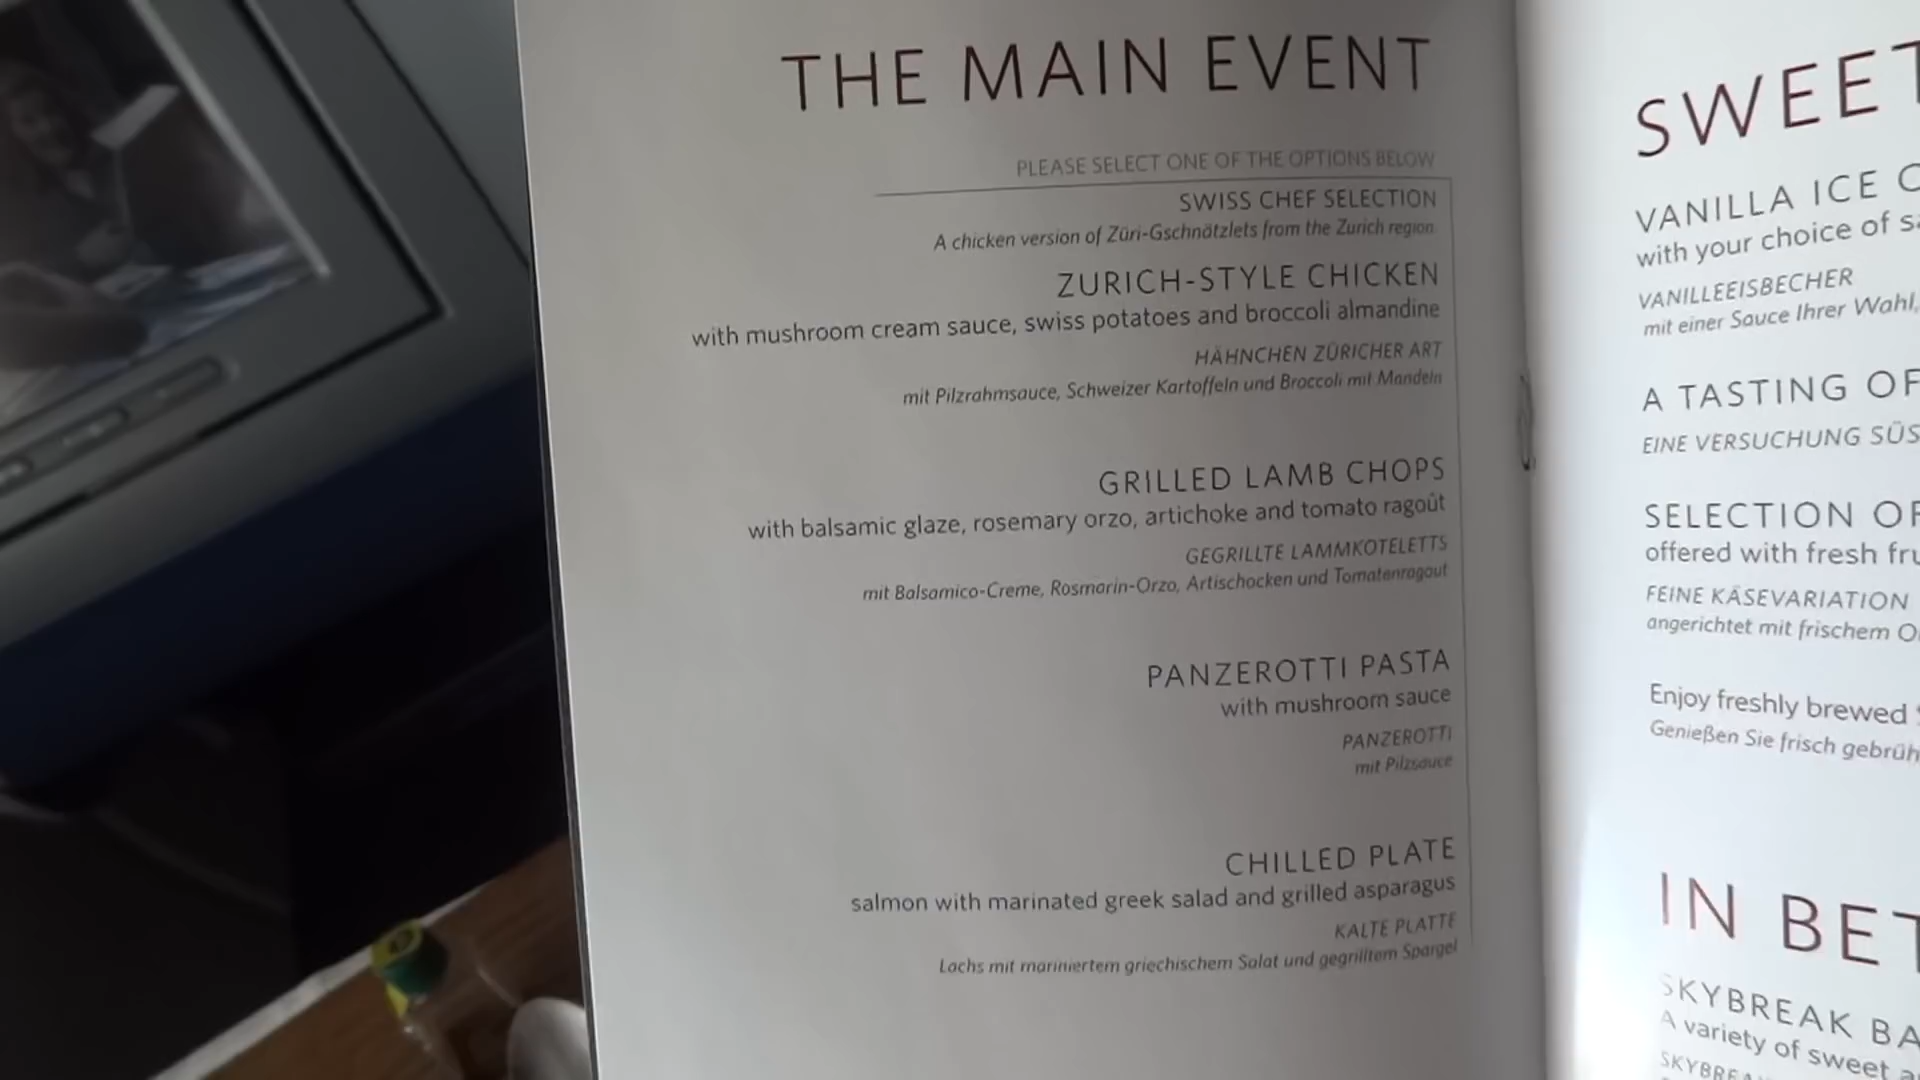 THE MAIN EVENT
PLEASE SELECT ONE OF THE OPTIONS BELOW
SWISS CHEF SELECTION
A chicken version of Züri-Gschnätzlets from the Zurich region
ZURICH-STYLE CHICKEN
with mushroom cream sauce, swiss potatoes and broccoli almandine
HÄHNCHEN ZÜRICHER ART
mit Pilzrahmsauce, Schweizer Kartoffeln und Broccoli mit Mandeln
GRILLED LAMB CHOPS
with balsamic glaze, rosemary orzo, artichoke and tomato ragoût
GEGRILLTE LAMMKOTELETTS
mit Balsamico-Creme, Rosmarin-Orzo, Artischocken und Tomatenragout
PANZEROTTI PASTA
with mushroom sauce
PANZEROTTI
mit Pilzsauce
CHILLED PLATE
salmon with marinated greek salad and grilled asparagus
KALTE PLATTE
Lachs mit mariniertem griechischem Salat und gegrilltem Spargel
SWEET
VANILLA ICE
with your choice of
VANILLEEISBECHER
mit einer Sauce Ihrer Wahl,
A TASTING OF
EINE VERSUCHUNG
SELECTION OF
offered with fresh
FEINE KÄSEVARIATION
angerichtet mit frischem
Enjoy freshly brewed
Genießen Sie frisch
IN
SKYBREAK
A variety of sweet